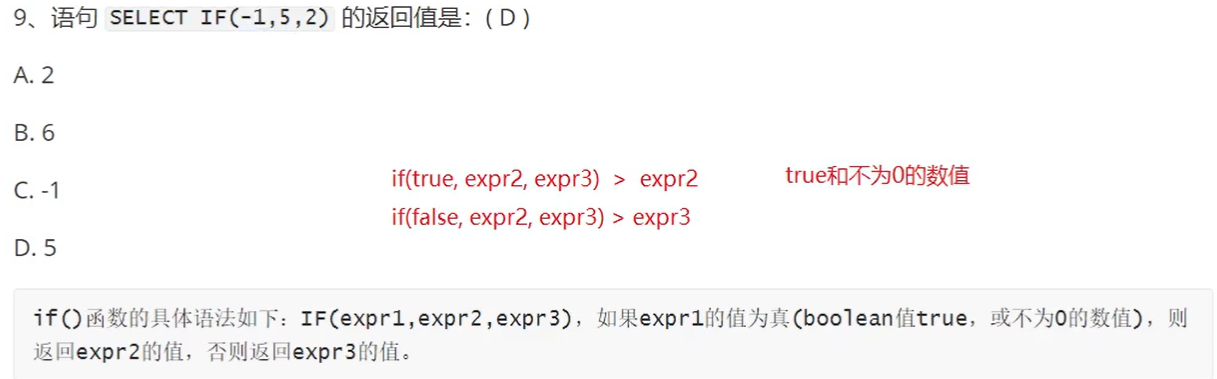 9、语句 SELECT IF(-1,5,2) 的返回值是：( D )
A. 2
B. 6
C. -1
if(true, expr2, expr3) > expr2
true和不为0的数值
if(false, expr2, expr3) > expr3
D. 5
if()函数的具体语法如下：IF(expr1,expr2,expr3)，如果expr1的值为真(boolean值true，或不为0的数值)，则
返回expr2的值，否则返回expr3的值。